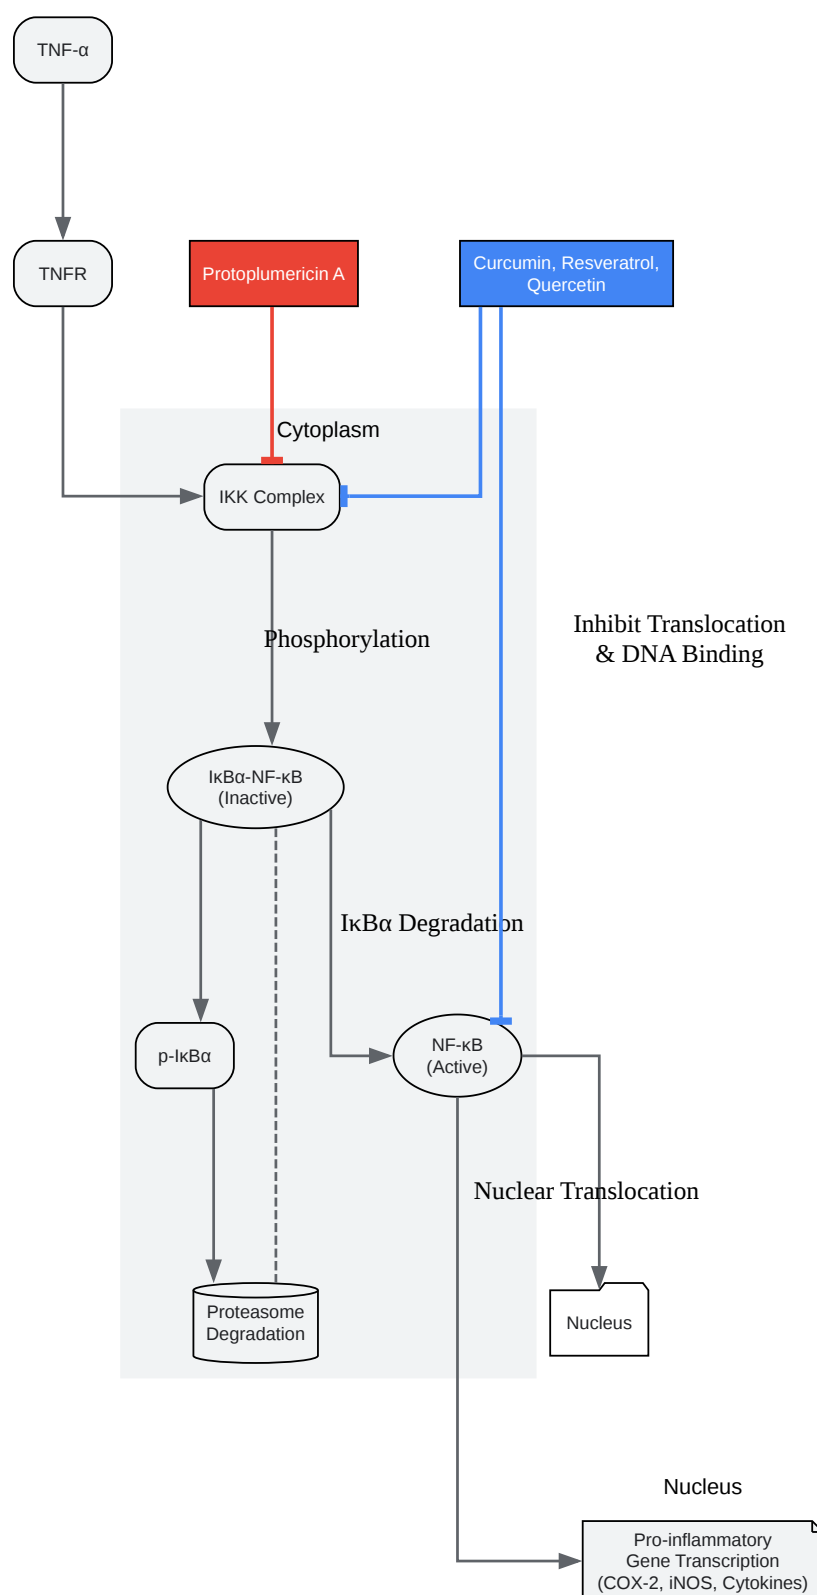 TNF-α
TNFR
Protoplumericin A
Curcumin, Resveratrol,
Quercetin
Cytoplasm
IKK Complex
Phosphorylation
Inhibit Translocation
& DNA Binding
IκBα-NF-κB
(Inactive)
IκBα Degradation
p-IκBα
NF-κB
(Active)
Nuclear Translocation
Proteasome
Degradation
Nucleus
Nucleus
Pro-inflammatory
Gene Transcription
(COX-2, iNOS, Cytokines)